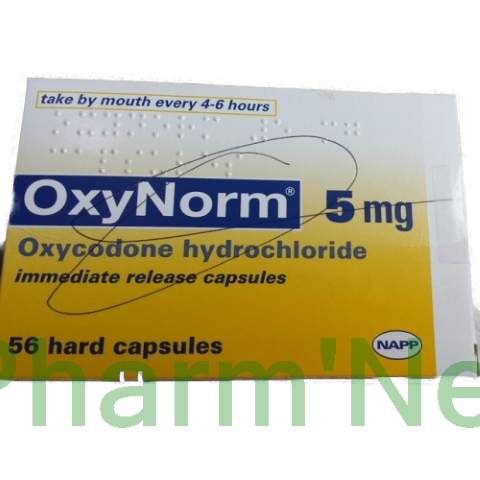 take by mouth every 4-6 hours
OxyNorm® 5 mg
Oxycodone hydrochloride
immediate release capsules
56 hard capsules
NAPP
Pharm'Ne